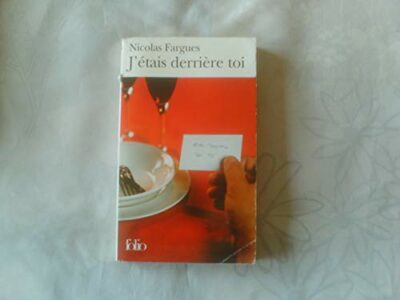 Nicolas Fargues
J'étais derrière toi
folio